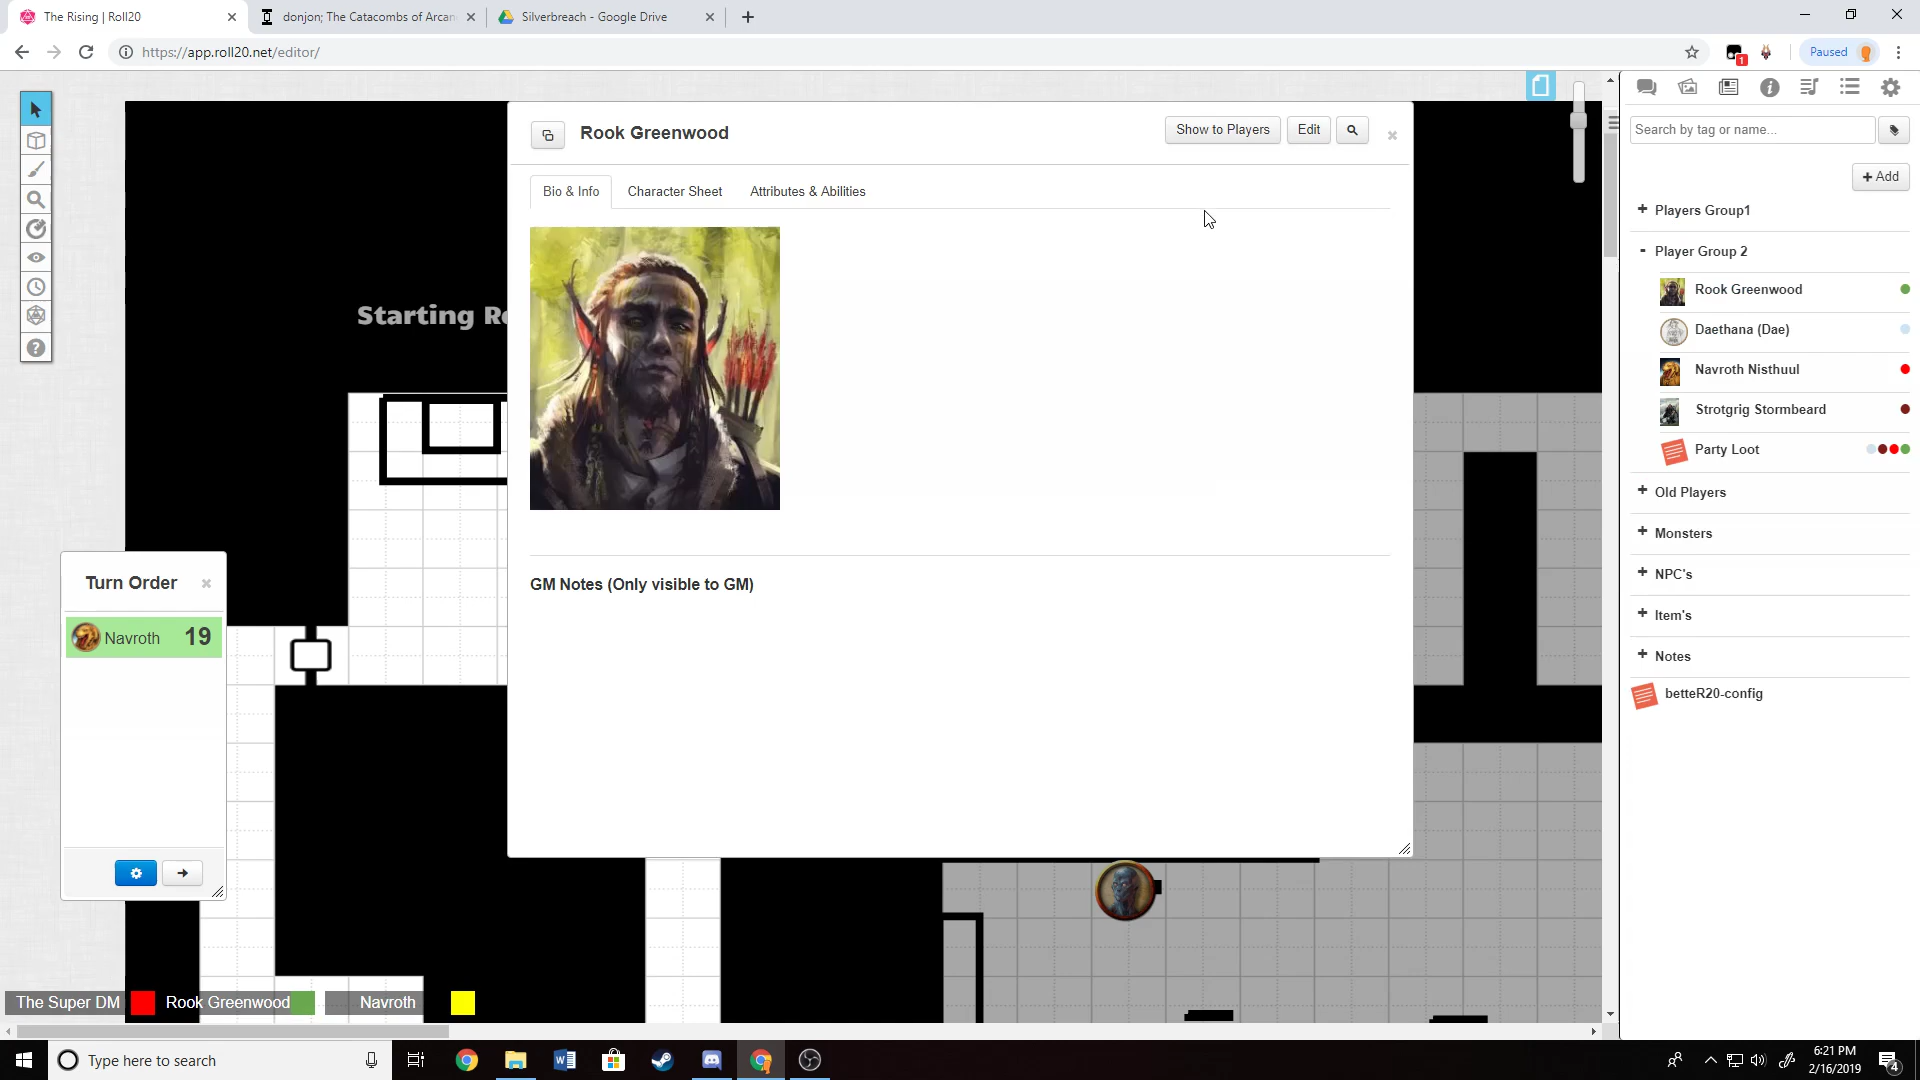 The Rising | Roll20
donjon; The Catacombs of Arcan
Silverbreach - Google Drive
https://app.roll20.net/editor/
1
Paused
Rook Greenwood
Show to Players
Edit
Bio & Info
Character Sheet
Attributes & Abilities
GM Notes (Only visible to GM)
Starting R
Turn Order
Navroth 19
Search by tag or name...
+ Add
+ Players Group1
- Player Group 2
Rook Greenwood
Daethana (Dae)
Navroth Nisthuul
Strotgrig Stormbeard
Party Loot
+ Old Players
+ Monsters
+ NPC's
+ Item's
+ Notes
betteR20-config
The Super DM
Rook Greenwood
Navroth
Type here to search
6:21 PM
2/16/2019
4